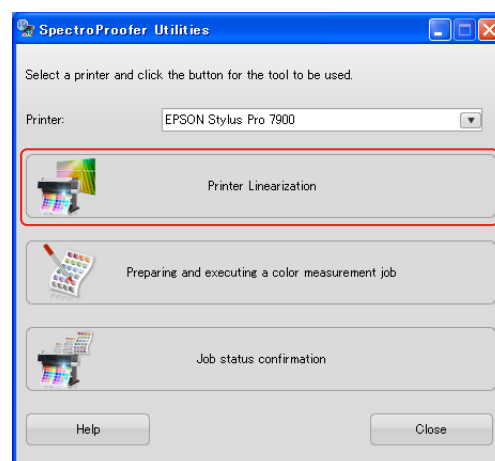 SpectroProofer Utilities
Select a printer and click the button for the tool to be used.
Printer: EPSON Stylus Pro 7900
Printer Linearization
Preparing and executing a color measurement job
Job status confirmation
Help Close